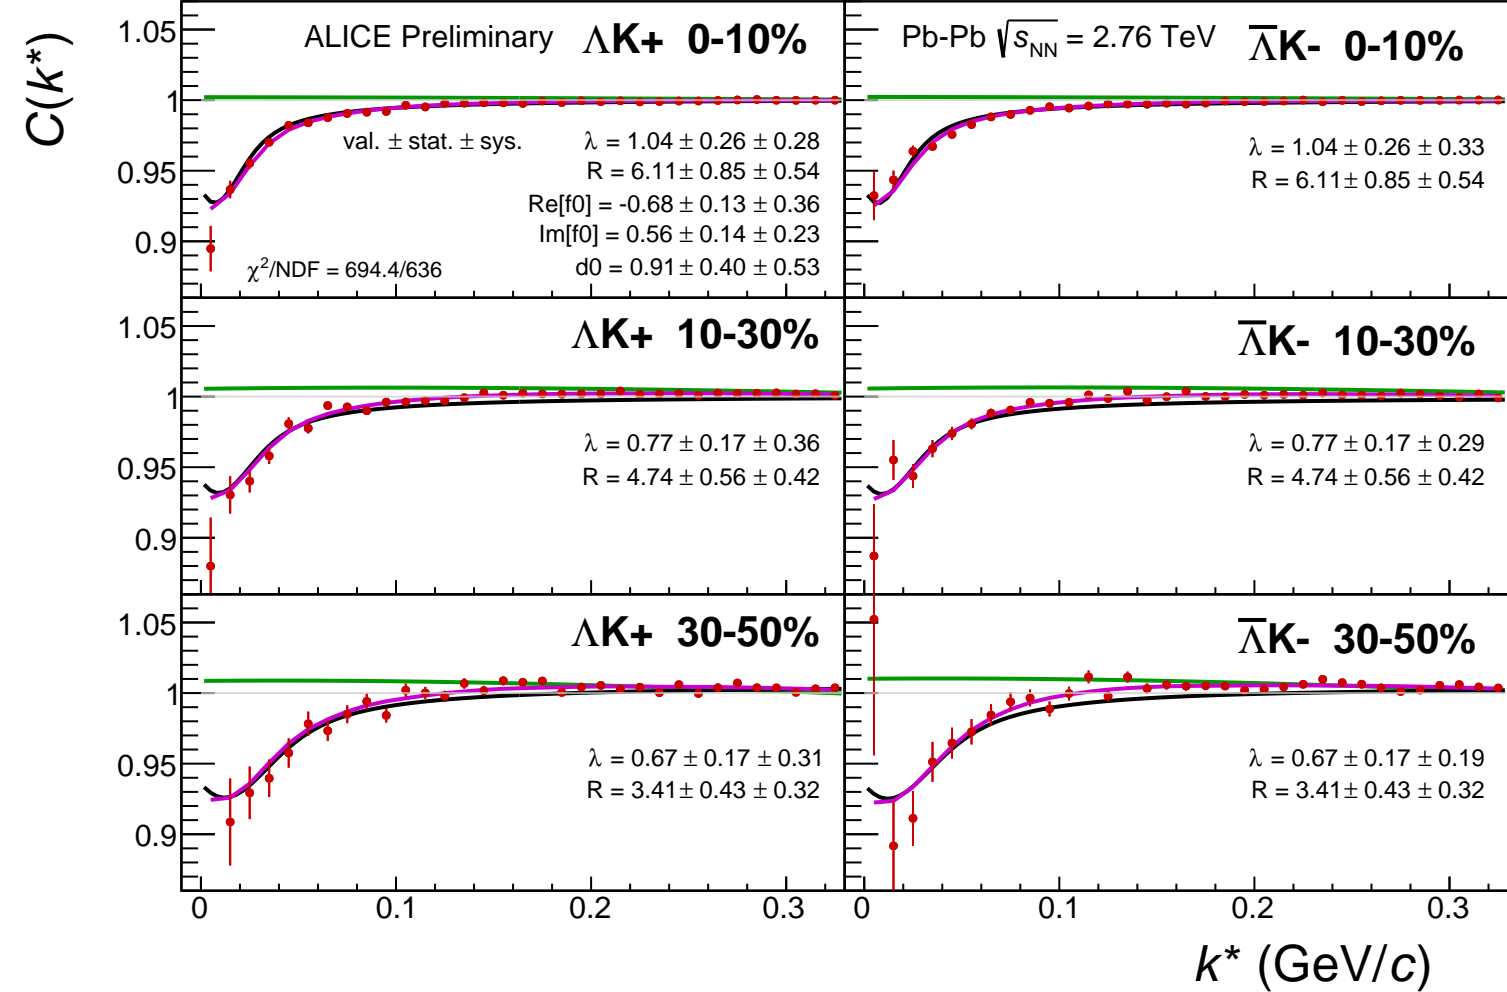 C(k*)
ALICE Preliminary ΛK+ 0-10%
1.05
1
0.95
0.9
val. ± stat. ± sys.
λ = 1.04 ± 0.26 ± 0.28
R = 6.11 ± 0.85 ± 0.54
Re[f0] = -0.68 ± 0.13 ± 0.36
Im[f0] = 0.56 ± 0.14 ± 0.23
d0 = 0.91 ± 0.40 ± 0.53
χ²/NDF = 694.4/636
Pb-Pb √sNN = 2.76 TeV Λ̅K- 0-10%
λ = 1.04 ± 0.26 ± 0.33
R = 6.11 ± 0.85 ± 0.54
ΛK+ 10-30%
1.05
1
0.95
0.9
λ = 0.77 ± 0.17 ± 0.36
R = 4.74 ± 0.56 ± 0.42
Λ̅K- 10-30%
λ = 0.77 ± 0.17 ± 0.29
R = 4.74 ± 0.56 ± 0.42
ΛK+ 30-50%
1.05
1
0.95
0.9
λ = 0.67 ± 0.17 ± 0.31
R = 3.41 ± 0.43 ± 0.32
Λ̅K- 30-50%
λ = 0.67 ± 0.17 ± 0.19
R = 3.41 ± 0.43 ± 0.32
0 0.1 0.2 0.3 0 0.1 0.2 0.3
k* (GeV/c)